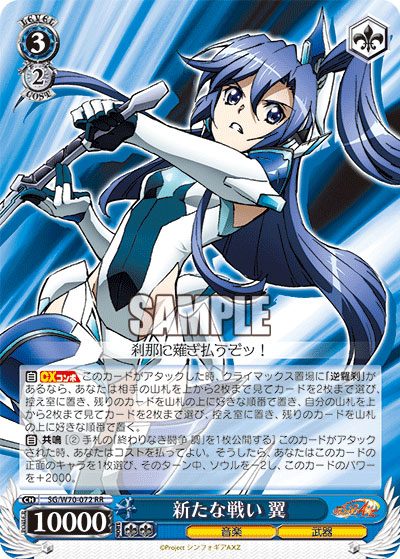 LEVEL
3
2
COST
SAMPLE
刹那に薙ぎ払うぞッ！
自 CXコンボ このカードがアタックした時、クライマックス置場に「逆羅刹」が
あるなら、あなたは相手の山札を上から2枚まで見てカードを2枚まで選び、
控え室に置き、残りのカードを山札の上に好きな順番で置き、自分の山札を上
から2枚まで見てカードを2枚まで選び、控え室に置き、残りのカードを山札
の上に好きな順番で置く。
自 共鳴 [② 手札の「終わりなき闘争 調」を1枚公開する] このカードがアタック
した時、あなたはコストを払ってよい。そうしたら、あなたはこのカードの
正面のキャラを1枚選び、そのターン中、ソウルを－2し、このカードのパワー
を＋2000。
CH
SG/W70-072 RR
10000
新たな戦い 翼
音楽
武器
©Project シンフォギアAXZ